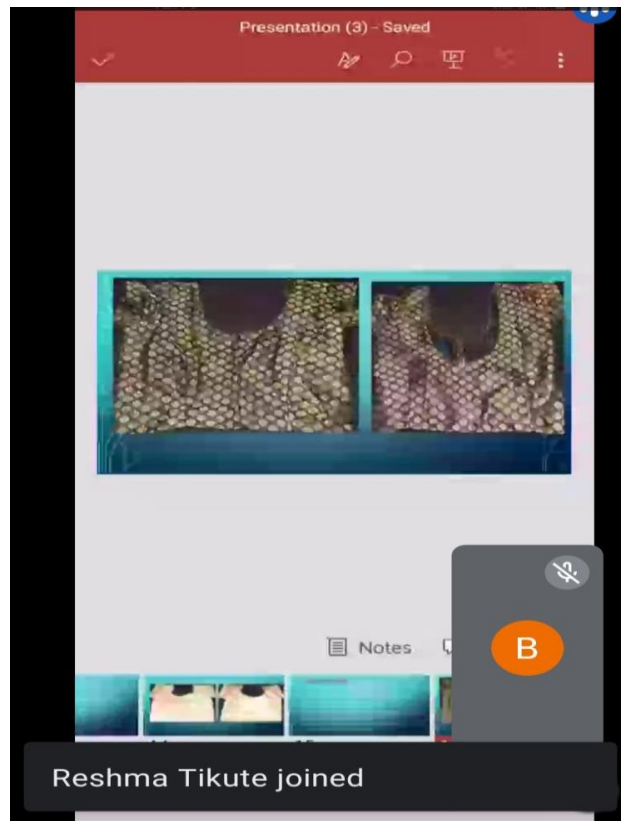 Presentation (3) - Saved
Notes
B
Reshma Tikute joined